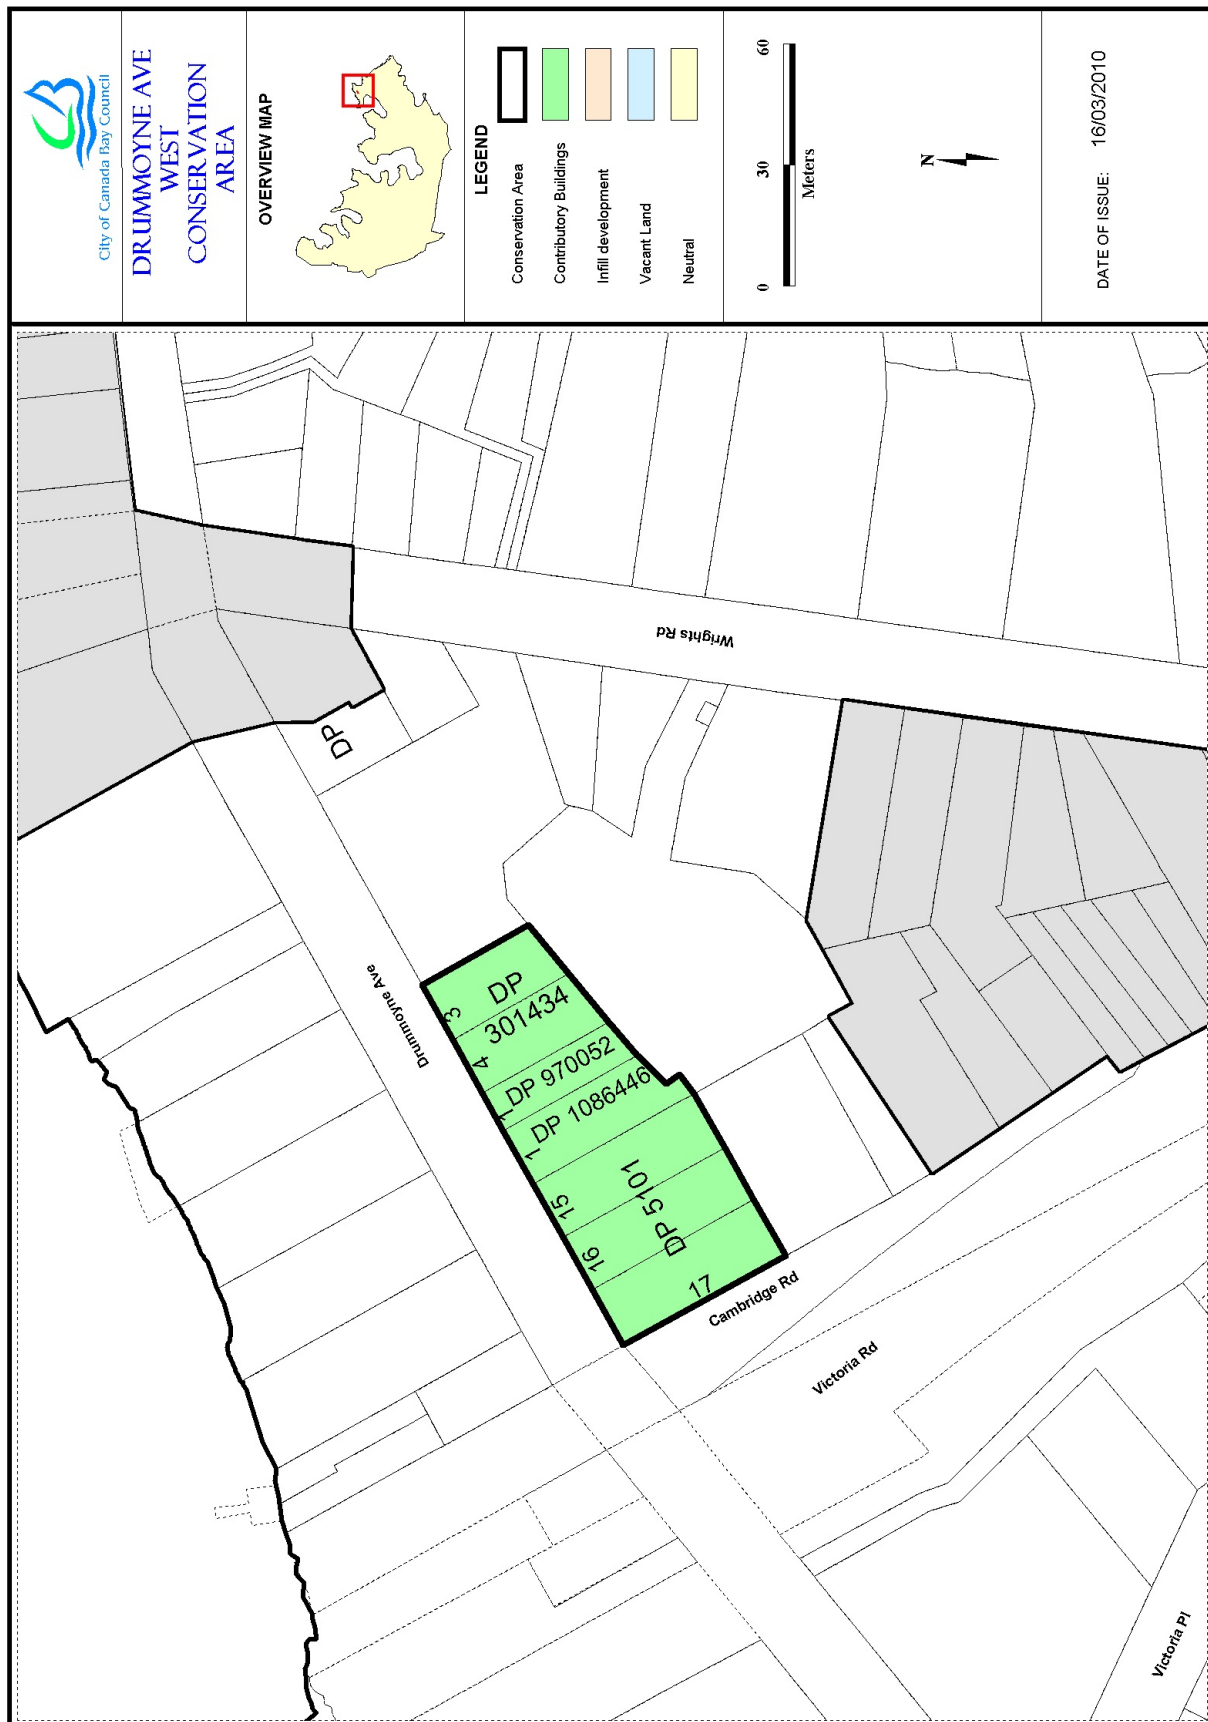 City of Canada Bay Council
DRUMMOYNE AVE
WEST
CONSERVATION
AREA
OVERVIEW MAP
LEGEND
Conservation Area
Contributory Buildings
Infill development
Vacant Land
Neutral
0 30 60
Meters
N
DATE OF ISSUE: 16/03/2010
DP
Wrights Rd
Drummoyne Ave
3
DP
301434
4
DP 970052
1
DP 1086446
1
15
DP 5101
16
17
Cambridge Rd
Victoria Rd
Victoria Pl